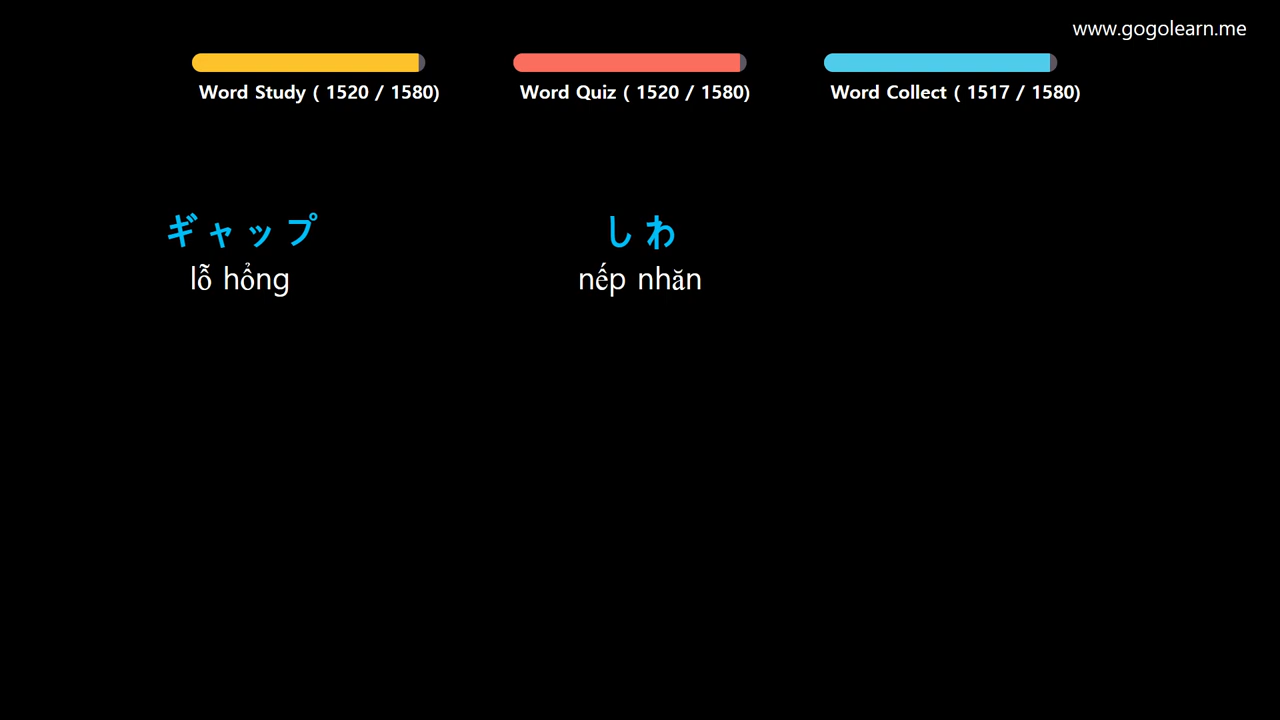 www.gogolearn.me
Word Study ( 1520 / 1580)
Word Quiz ( 1520 / 1580)
Word Collect ( 1517 / 1580)
ギャップ
lỗ hổng
しわ
nếp nhăn